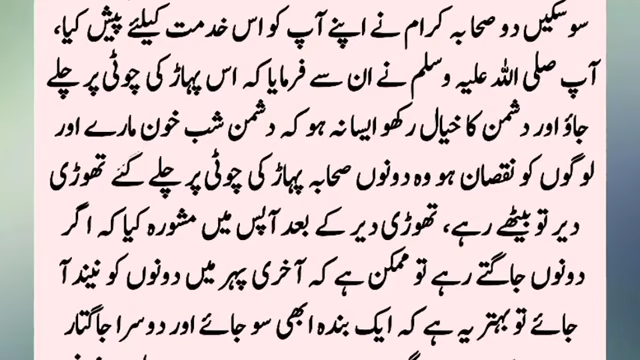 سو سکیں دو صحابہ کرام نے اپنے آپ کو اس خدمت کیلئے پیش کیا،
آپ صلی اللہ علیہ وسلم نے ان سے فرمایا کہ اس پہاڑ کی چوٹی پر چلے
جاؤ اور دشمن کا خیال رکھو ایسا نہ ہو کہ دشمن شب خون مارے اور
لوگوں کو نقصان ہو وہ دونوں صحابہ پہاڑ کی چوٹی پر چلے گئے تھوڑی
دیر تو بیٹھے رہے، تھوڑی دیر کے بعد آپس میں مشورہ کیا کہ اگر
دونوں جاگتے رہے تو ممکن ہے کہ آخری پہر میں دونوں کو نیند آ
جائے تو بہتر یہ ہے کہ ایک بندہ ابھی سو جائے اور دوسرا جاگتار